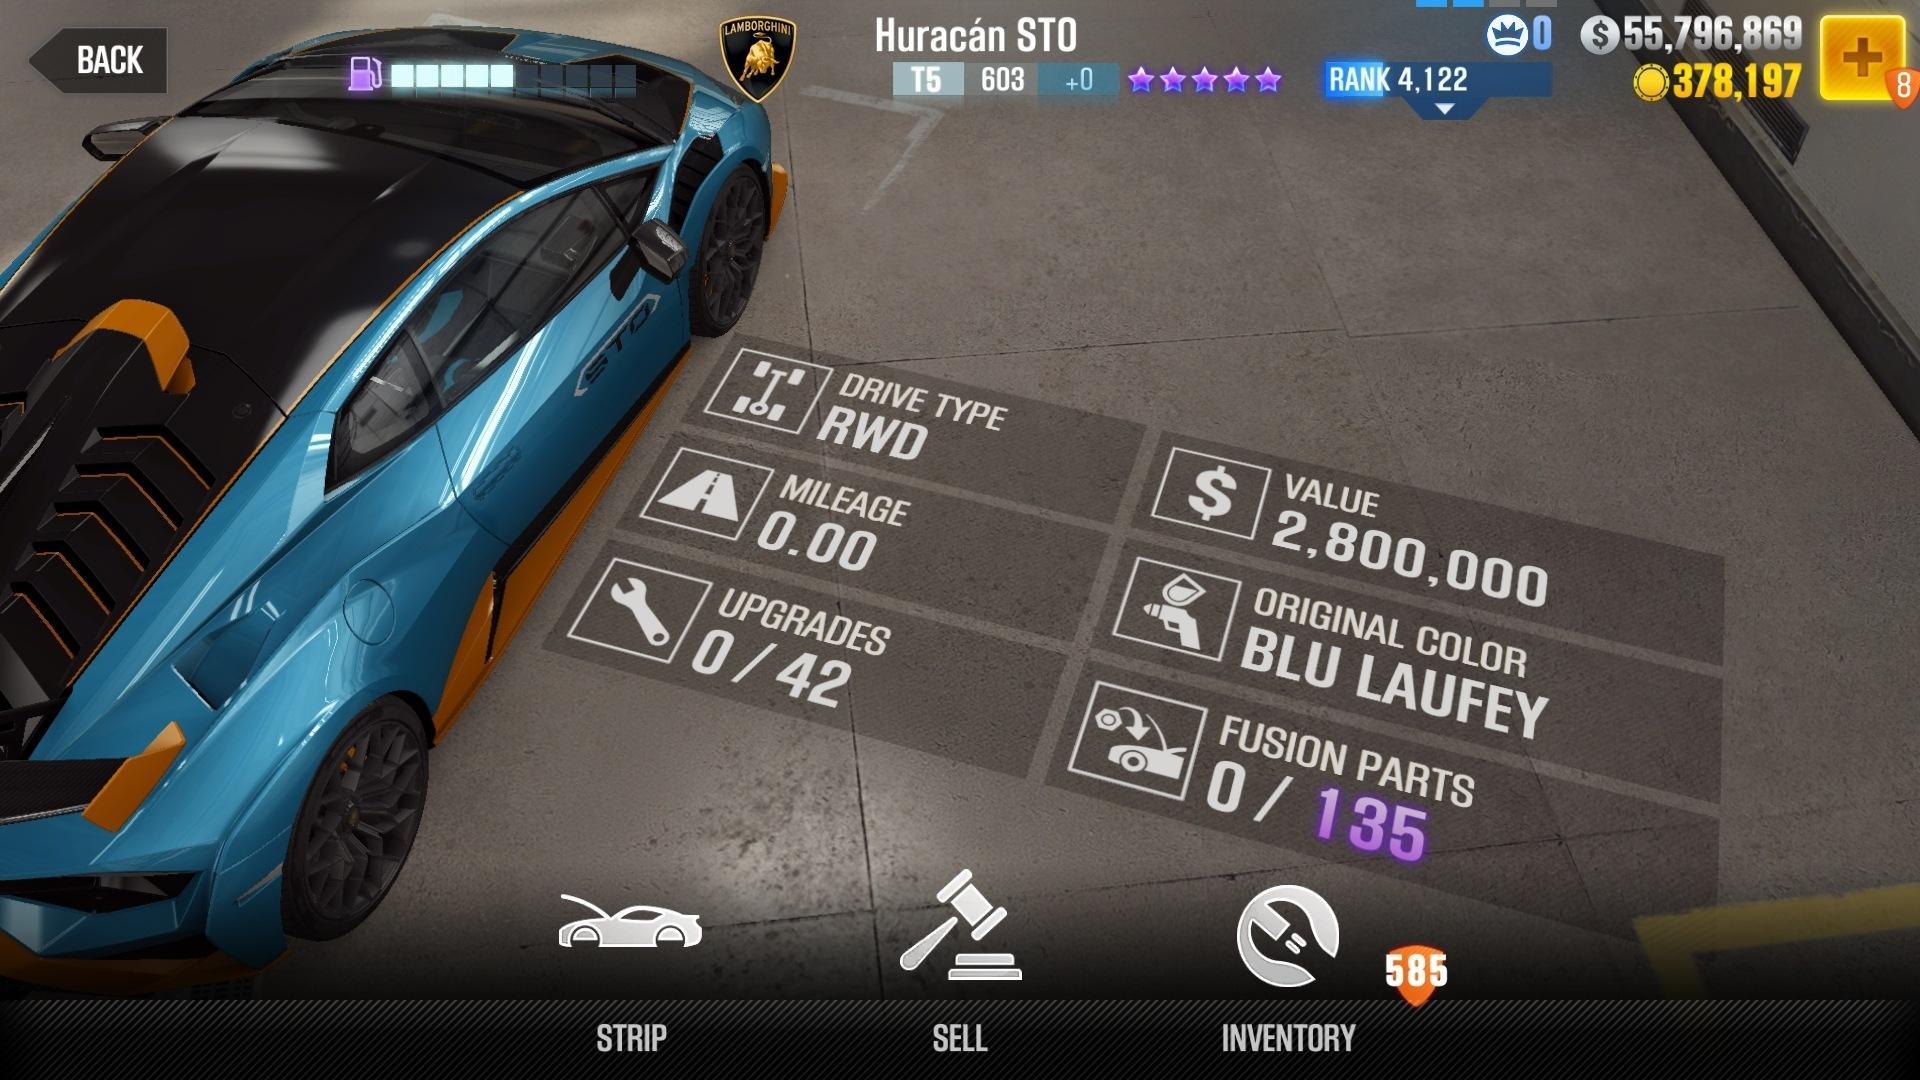 BACK
LAMBORGHINI
Huracán STO
T5 603 +0
RANK 4,122
0
55,796,869
378,197
8
STO
DRIVE TYPE
RWD
MILEAGE
0.00
UPGRADES
0/42
VALUE
2,800,000
ORIGINAL COLOR
BLU LAUFEY
FUSION PARTS
0/ 135
STRIP
SELL
INVENTORY
585